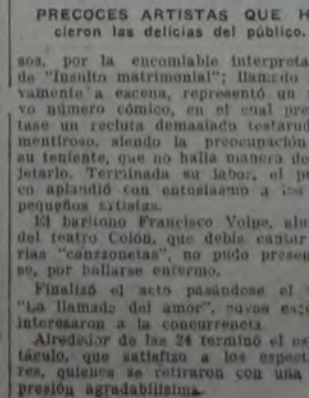 PRECOCES ARTISTAS QUE H
cieron las delicias del público.
sos, por la encomiable interpreta
de "Insulto matrimonial"; llamado
vamente a escena, representó un
vo número cómico, en el cual pre
tase un recluta demasiado testarud
mentiroso, siendo la preocupación
su teniente, que no halla manera de
jetarlo. Terminada su labor, el p
co aplaudió con entusiasmo a los
pequeños artistas.
El barítono Francisco Volpe, alu
del teatro Colón, que debía cantar
rias "canzzonetas", no pudo presen
se, por hallarse enfermo.
Finalizó el acto pasándose el
"La llamada del amor", cuyas esc
interesaron a la concurrencia.
Alrededor de las 24 terminó el es
táculo, que satisfizo a los espect
res, quienes se retiraron con una
presión agradabilísima.